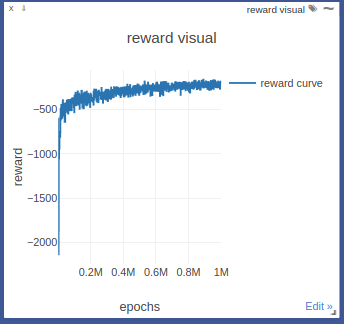 x ↓ reward visual
reward visual
reward curve
−500
−1000
−1500
−2000
reward
0.2M 0.4M 0.6M 0.8M 1M
epochs
Edit »